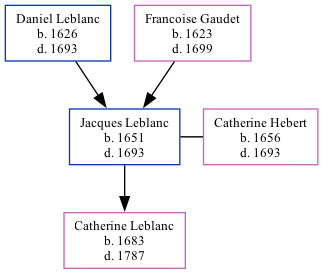 Daniel Leblanc
b. 1626
d. 1693
Francoise Gaudet
b. 1623
d. 1699
Jacques Leblanc
b. 1651
d. 1693
Catherine Hebert
b. 1656
d. 1693
Catherine Leblanc
b. 1683
d. 1787